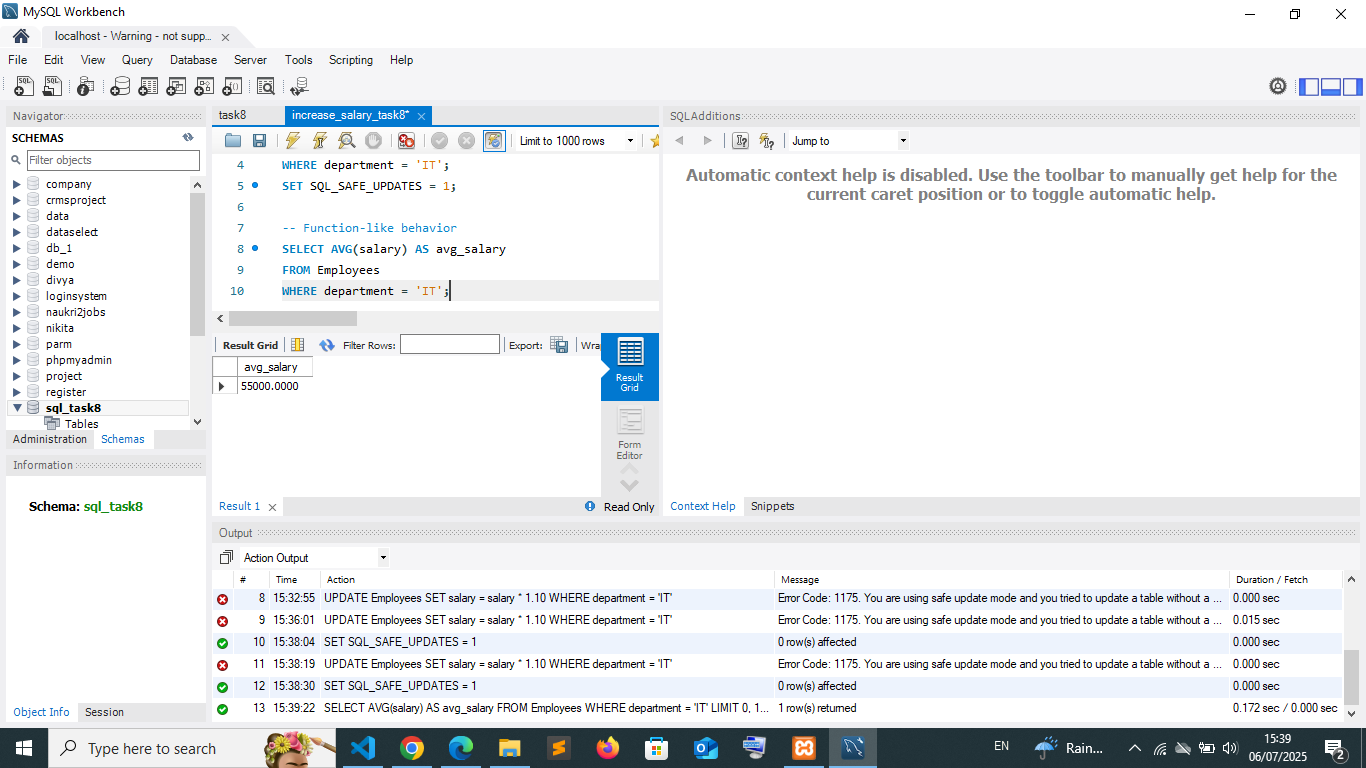 MySQL Workbench
localhost - Warning - not supp...
File Edit View Query Database Server Tools Scripting Help
Navigator
SCHEMAS
Filter objects
company
crmsproject
data
dataselect
db_1
demo
divya
loginsystem
naukri2jobs
nikita
parm
phpmyadmin
project
register
sql_task8
Tables
Administration Schemas
Information
Schema: sql_task8
Object Info Session
task8 increase_salary_task8*
Limit to 1000 rows
4 WHERE department = 'IT';
5 SET SQL_SAFE_UPDATES = 1;
6
7 -- Function-like behavior
8 SELECT AVG(salary) AS avg_salary
9 FROM Employees
10 WHERE department = 'IT';
Result Grid Filter Rows: Export: Wrap
avg_salary
55000.0000
Result Grid
Form Editor
Result 1 Read Only
SQLAdditions
Jump to
Automatic context help is disabled. Use the toolbar to manually get help for the
current caret position or to toggle automatic help.
Context Help Snippets
Output
Action Output
# Time Action Message Duration / Fetch
8 15:32:55 UPDATE Employees SET salary = salary * 1.10 WHERE department = 'IT' Error Code: 1175. You are using safe update mode and you tried to update a table without a ... 0.000 sec
9 15:36:01 UPDATE Employees SET salary = salary * 1.10 WHERE department = 'IT' Error Code: 1175. You are using safe update mode and you tried to update a table without a ... 0.015 sec
10 15:38:04 SET SQL_SAFE_UPDATES = 1 0 row(s) affected 0.000 sec
11 15:38:19 UPDATE Employees SET salary = salary * 1.10 WHERE department = 'IT' Error Code: 1175. You are using safe update mode and you tried to update a table without a ... 0.000 sec
12 15:38:30 SET SQL_SAFE_UPDATES = 1 0 row(s) affected 0.000 sec
13 15:39:22 SELECT AVG(salary) AS avg_salary FROM Employees WHERE department = 'IT' LIMIT 0, 1... 1 row(s) returned 0.172 sec / 0.000 sec
Type here to search
EN
Rain...
15:39
06/07/2025
2